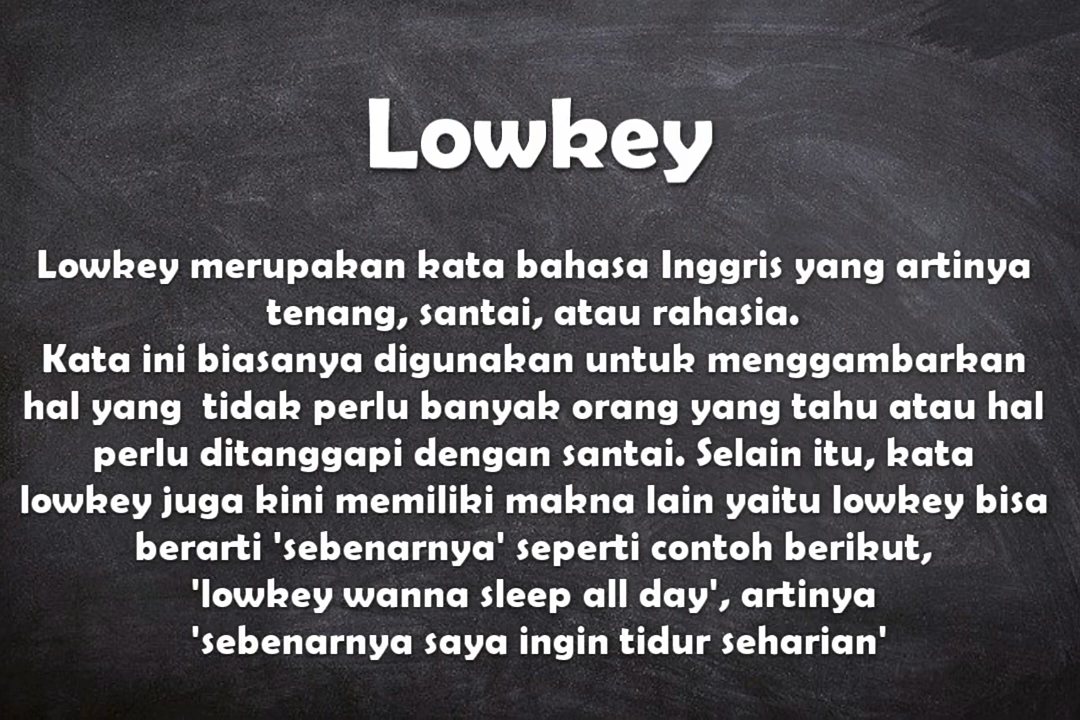 Lowkey
Lowkey merupakan kata bahasa Inggris yang artinya
tenang, santai, atau rahasia.
Kata ini biasanya digunakan untuk menggambarkan
hal yang  tidak perlu banyak orang yang tahu atau hal
perlu ditanggapi dengan santai. Selain itu, kata
lowkey juga kini memiliki makna lain yaitu lowkey bisa
berarti 'sebenarnya' seperti contoh berikut,
'lowkey wanna sleep all day', artinya
'sebenarnya saya ingin tidur seharian'